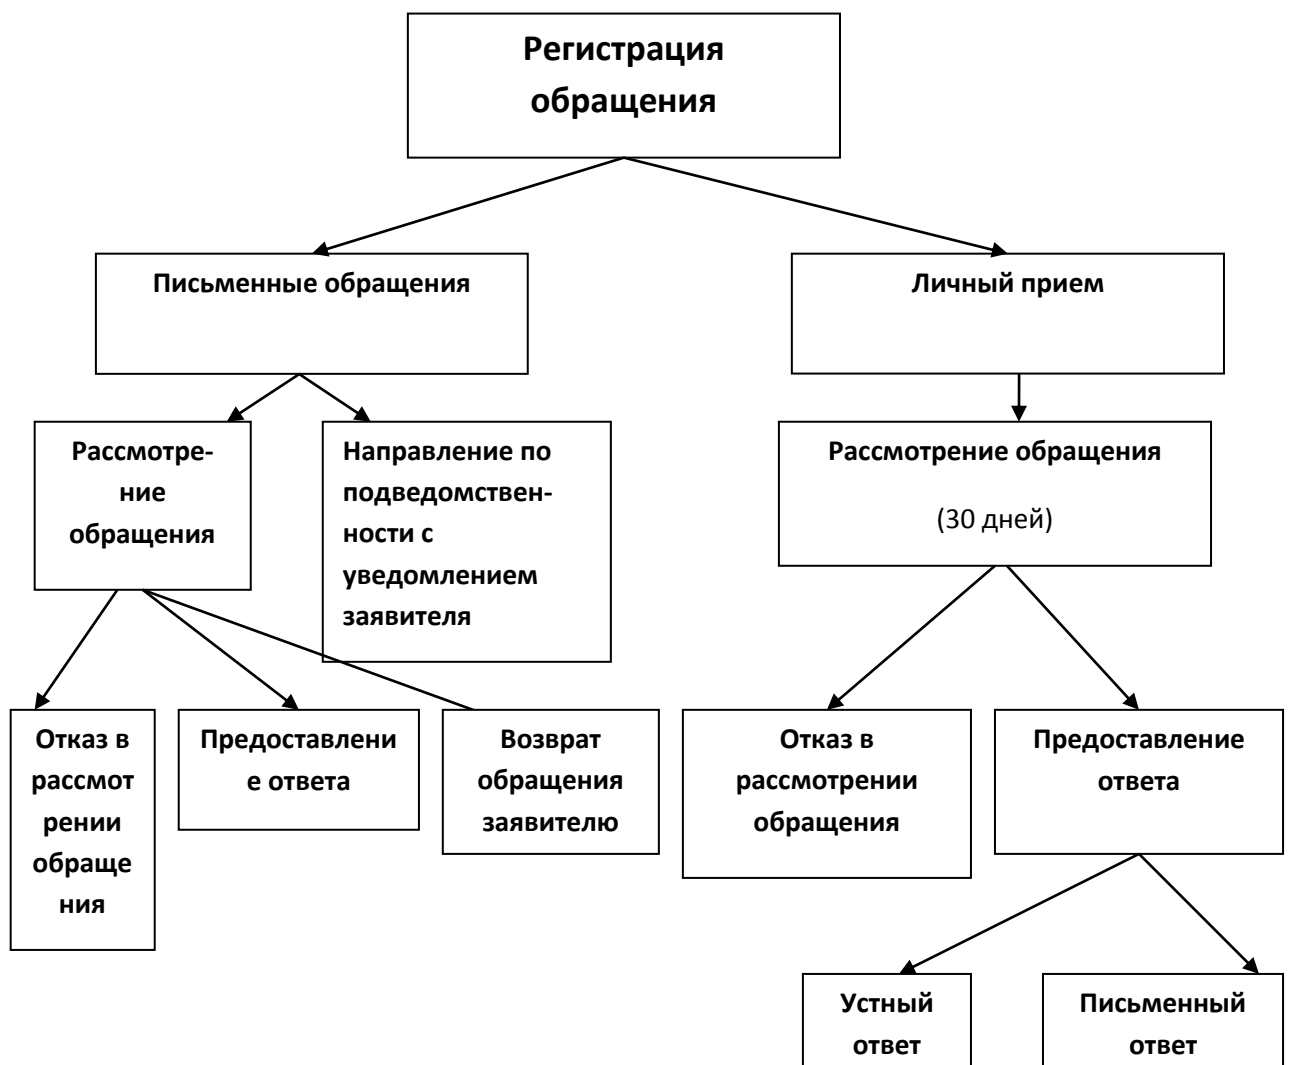 Регистрация
обращения
Письменные обращения
Личный прием
Рассмотре-
ние
обращения
Направление по
подведомствен-
ности с
уведомлением
заявителя
Рассмотрение обращения
(30 дней)
Отказ в
рассмот
рении
обраще
ния
Предоставлени
е ответа
Возврат
обращения
заявителю
Отказ в
рассмотрении
обращения
Предоставление
ответа
Устный
ответ
Письменный
ответ